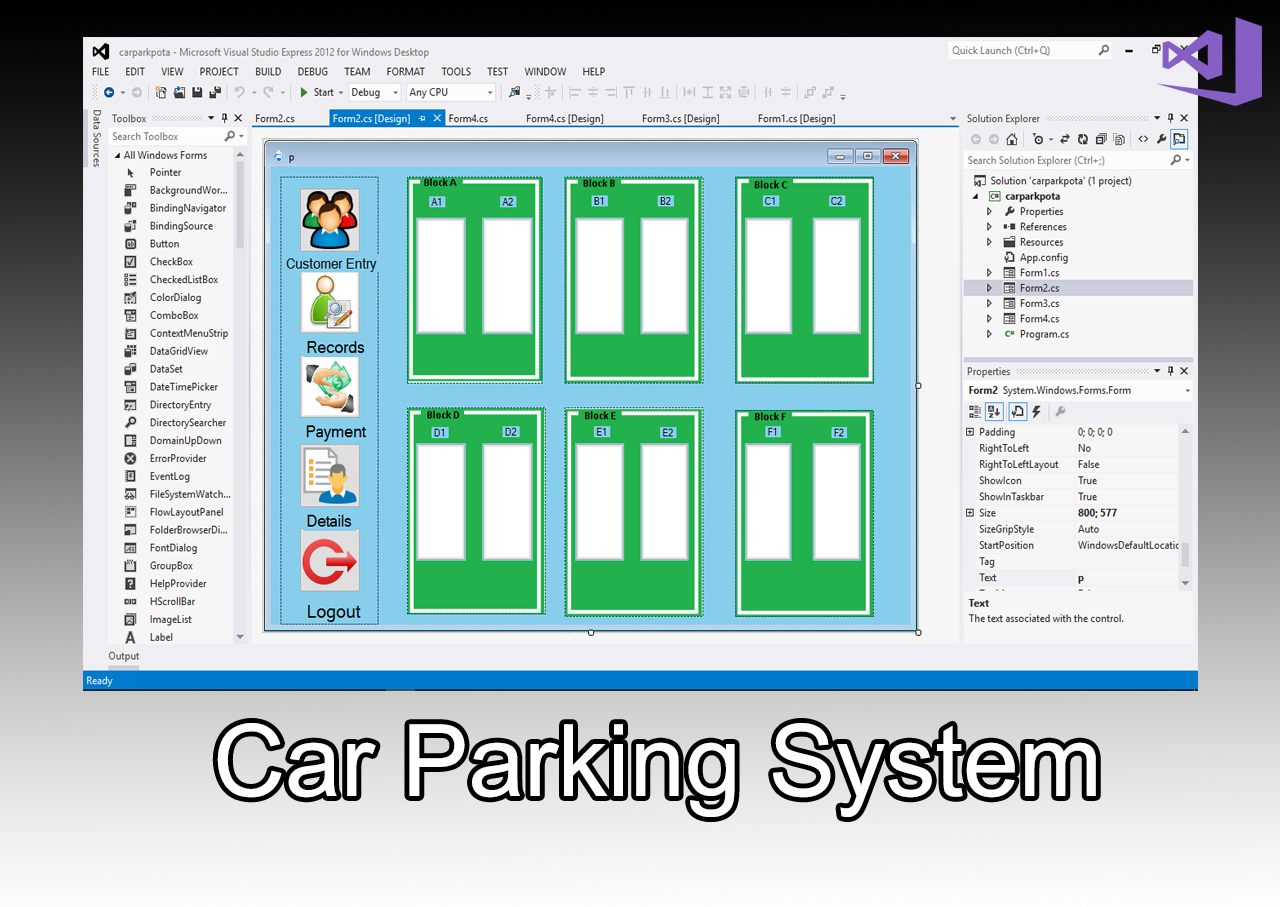 carparkpota - Microsoft Visual Studio Express 2012 for Windows Desktop
Quick Launch (Ctrl+Q)
FILE EDIT VIEW PROJECT BUILD DEBUG TEAM FORMAT TOOLS TEST WINDOW HELP
Start Debug Any CPU
Data Sources
Toolbox
Search Toolbox
All Windows Forms
Pointer
BackgroundWor...
BindingNavigator
BindingSource
Button
CheckBox
CheckedListBox
ColorDialog
ComboBox
ContextMenuStrip
DataGridView
DataSet
DateTimePicker
DirectoryEntry
DirectorySearcher
DomainUpDown
ErrorProvider
EventLog
FileSystemWatch...
FlowLayoutPanel
FolderBrowserDi...
FontDialog
GroupBox
HelpProvider
HScrollBar
ImageList
Label
Output
Ready
Form2.cs Form2.cs [Design] Form4.cs Form4.cs [Design] Form3.cs [Design] Form1.cs [Design]
p
Customer Entry
Records
Payment
Details
Logout
Block A
A1 A2
Block B
B1 B2
Block C
C1 C2
Block D
D1 D2
Block E
E1 E2
Block F
F1 F2
Solution Explorer
Search Solution Explorer (Ctrl+;)
Solution 'carparkpota' (1 project)
carparkpota
Properties
References
Resources
App.config
Form1.cs
Form2.cs
Form3.cs
Form4.cs
Program.cs
Properties
Form2 System.Windows.Forms.Form
Padding 0; 0; 0; 0
RightToLeft No
RightToLeftLayout False
ShowIcon True
ShowInTaskbar True
Size 800; 577
SizeGripStyle Auto
StartPosition WindowsDefaultLocatio
Tag
Text p
Text
The text associated with the control.
Car Parking System